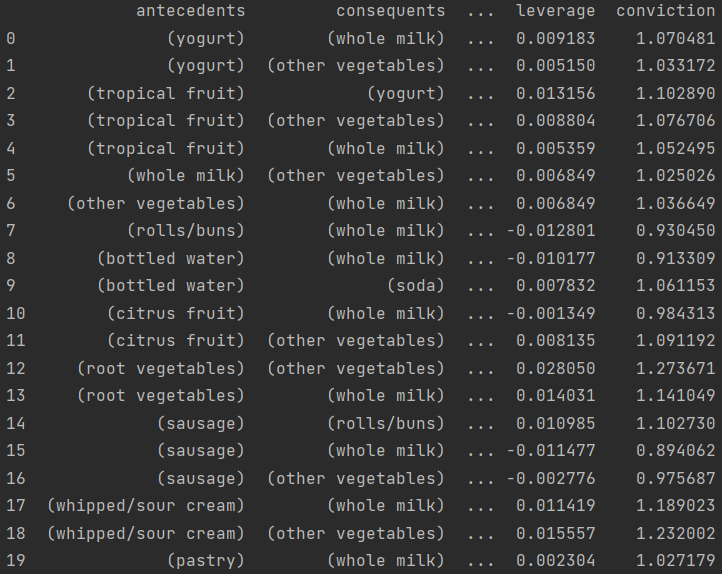 antecedents consequents ... leverage conviction
0 (yogurt) (whole milk) ... 0.009183 1.070481
1 (yogurt) (other vegetables) ... 0.005150 1.033172
2 (tropical fruit) (yogurt) ... 0.013156 1.102890
3 (tropical fruit) (other vegetables) ... 0.008804 1.076706
4 (tropical fruit) (whole milk) ... 0.005359 1.052495
5 (whole milk) (other vegetables) ... 0.006849 1.025026
6 (other vegetables) (whole milk) ... 0.006849 1.036649
7 (rolls/buns) (whole milk) ... -0.012801 0.930450
8 (bottled water) (whole milk) ... -0.010177 0.913309
9 (bottled water) (soda) ... 0.007832 1.061153
10 (citrus fruit) (whole milk) ... -0.001349 0.984313
11 (citrus fruit) (other vegetables) ... 0.008135 1.091192
12 (root vegetables) (other vegetables) ... 0.028050 1.273671
13 (root vegetables) (whole milk) ... 0.014031 1.141049
14 (sausage) (rolls/buns) ... 0.010985 1.102730
15 (sausage) (whole milk) ... -0.011477 0.894062
16 (sausage) (other vegetables) ... -0.002776 0.975687
17 (whipped/sour cream) (whole milk) ... 0.011419 1.189023
18 (whipped/sour cream) (other vegetables) ... 0.015557 1.232002
19 (pastry) (whole milk) ... 0.002304 1.027179